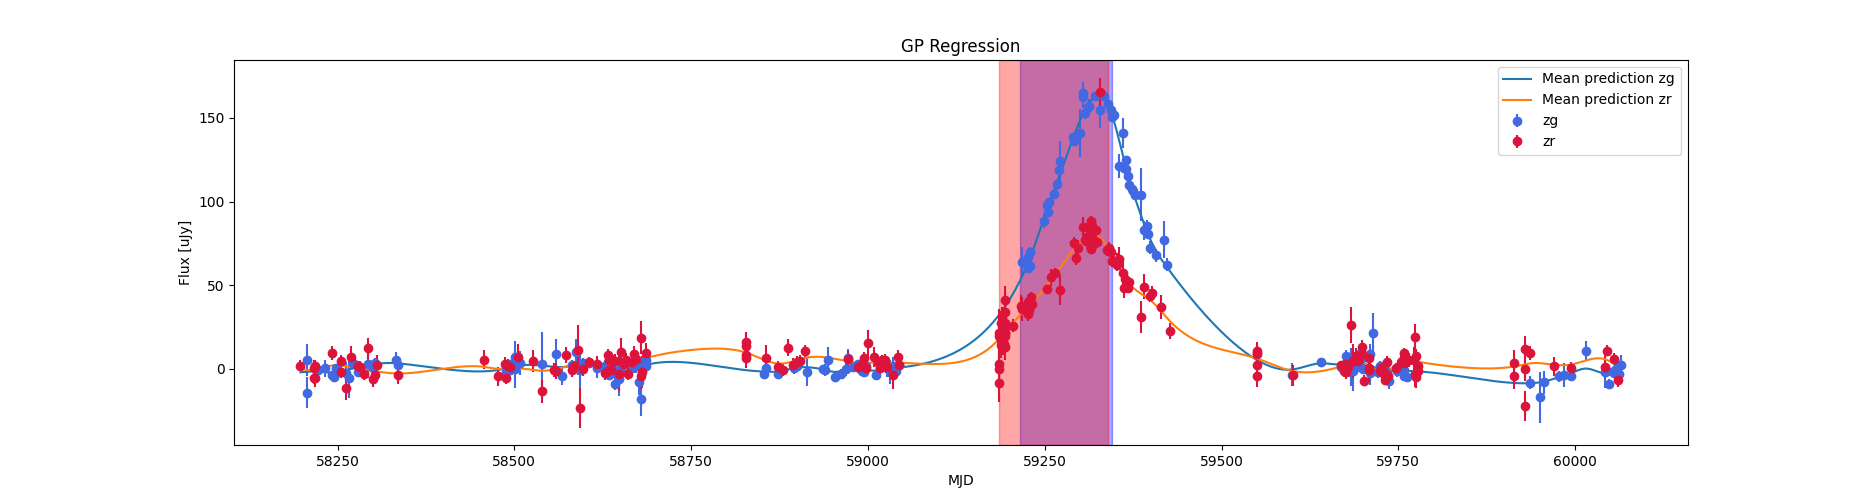 GP Regression
Mean prediction zg
Mean prediction zr
zg
zr
Flux [uJy]
150
100
50
0
58250
58500
58750
59000
59250
59500
59750
60000
MJD